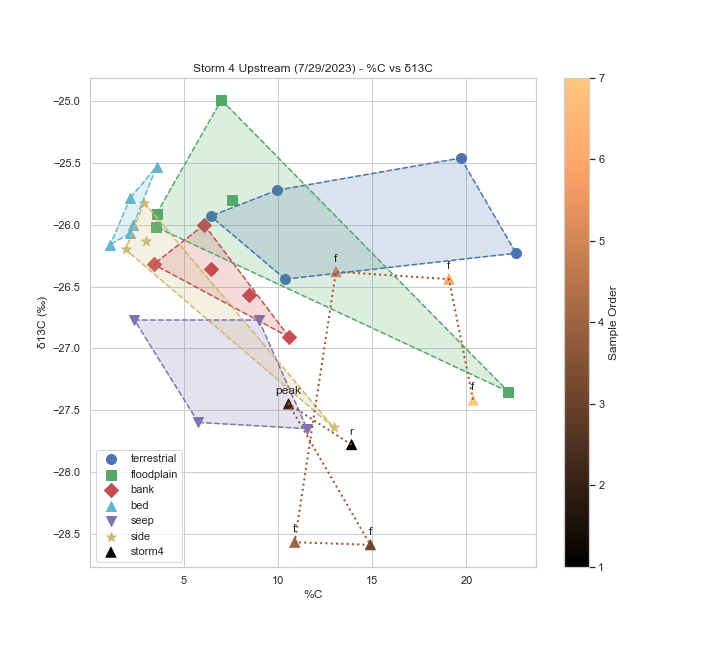 Storm 4 Upstream (7/29/2023) - %C vs δ13C
−25.0
−25.5
−26.0
−26.5
−27.0
−27.5
−28.0
−28.5
δ13C (‰)
5
10
15
20
%C
f
f
f
peak
r
f
f
terrestrial
floodplain
bank
bed
seep
side
storm4
7
6
5
4
3
2
1
Sample Order